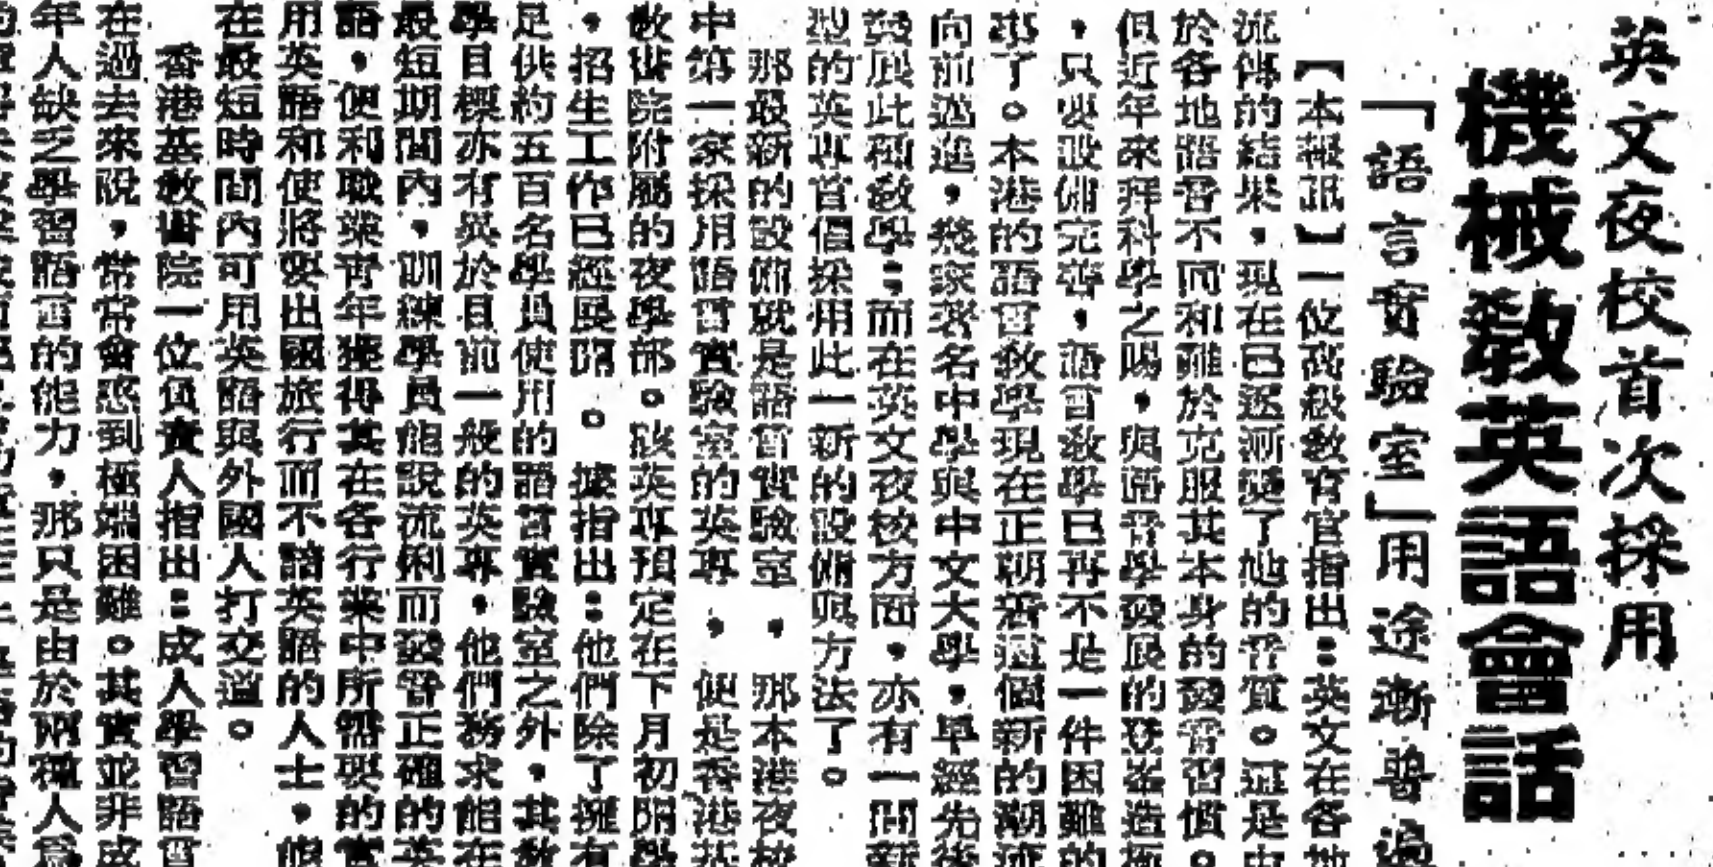 英文夜校首次採用
機械教英語會話
「語言實驗室」用途漸普遍
【本報訊】一位高級教育官指出：英文在各地
流傳的結果，現在已逐漸變了牠的音質。這是由
於各地語音不同和難於克服其本身的發音習慣。
但近年來拜科學之賜，與語音學發展的登峯造極
，只要設備完善，語言教學已再不是一件困難的
事了。本港的語言教學現在正朝着這個新的潮流
向前邁進，幾家著名中學與中文大學，早經先後
發展此種教學；而在英文夜校方面，亦有一間新
型的英專首倡採用此一新的設備與方法了。
那最新的設備就是語言實驗室，那本港夜校
中第一家採用語言實驗室的英專，便是香港基
教書院附屬的夜學部。該英專預定在下月初開學
，招生工作已經展開。據指出：他們除了擁有
足供約五百名學員使用的語言實驗室之外，其教
學目標亦有異於目前一般的英專，他們務求能在
最短期間內，訓練學員能說流利而發音正確的英
語，便利職業青年獲得其在各行業中所需要的實
用英語和使將要出國旅行而不諳英語的人士，能
在最短時間內可用英語與外國人打交道。
香港基教書院一位負責人指出：成人學習語言
在過去來說，常常會感到極端困難。其實並非成
年人缺乏學習語言的能力，那只是由於兩種人爲